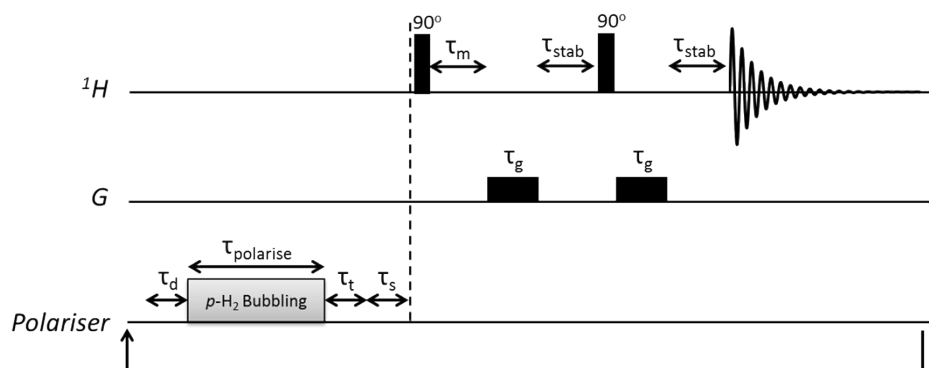 90° 90°
τm τstab τstab
¹H
τg τg
G
τpolarise
τd τt τs
p-H₂ Bubbling
Polariser